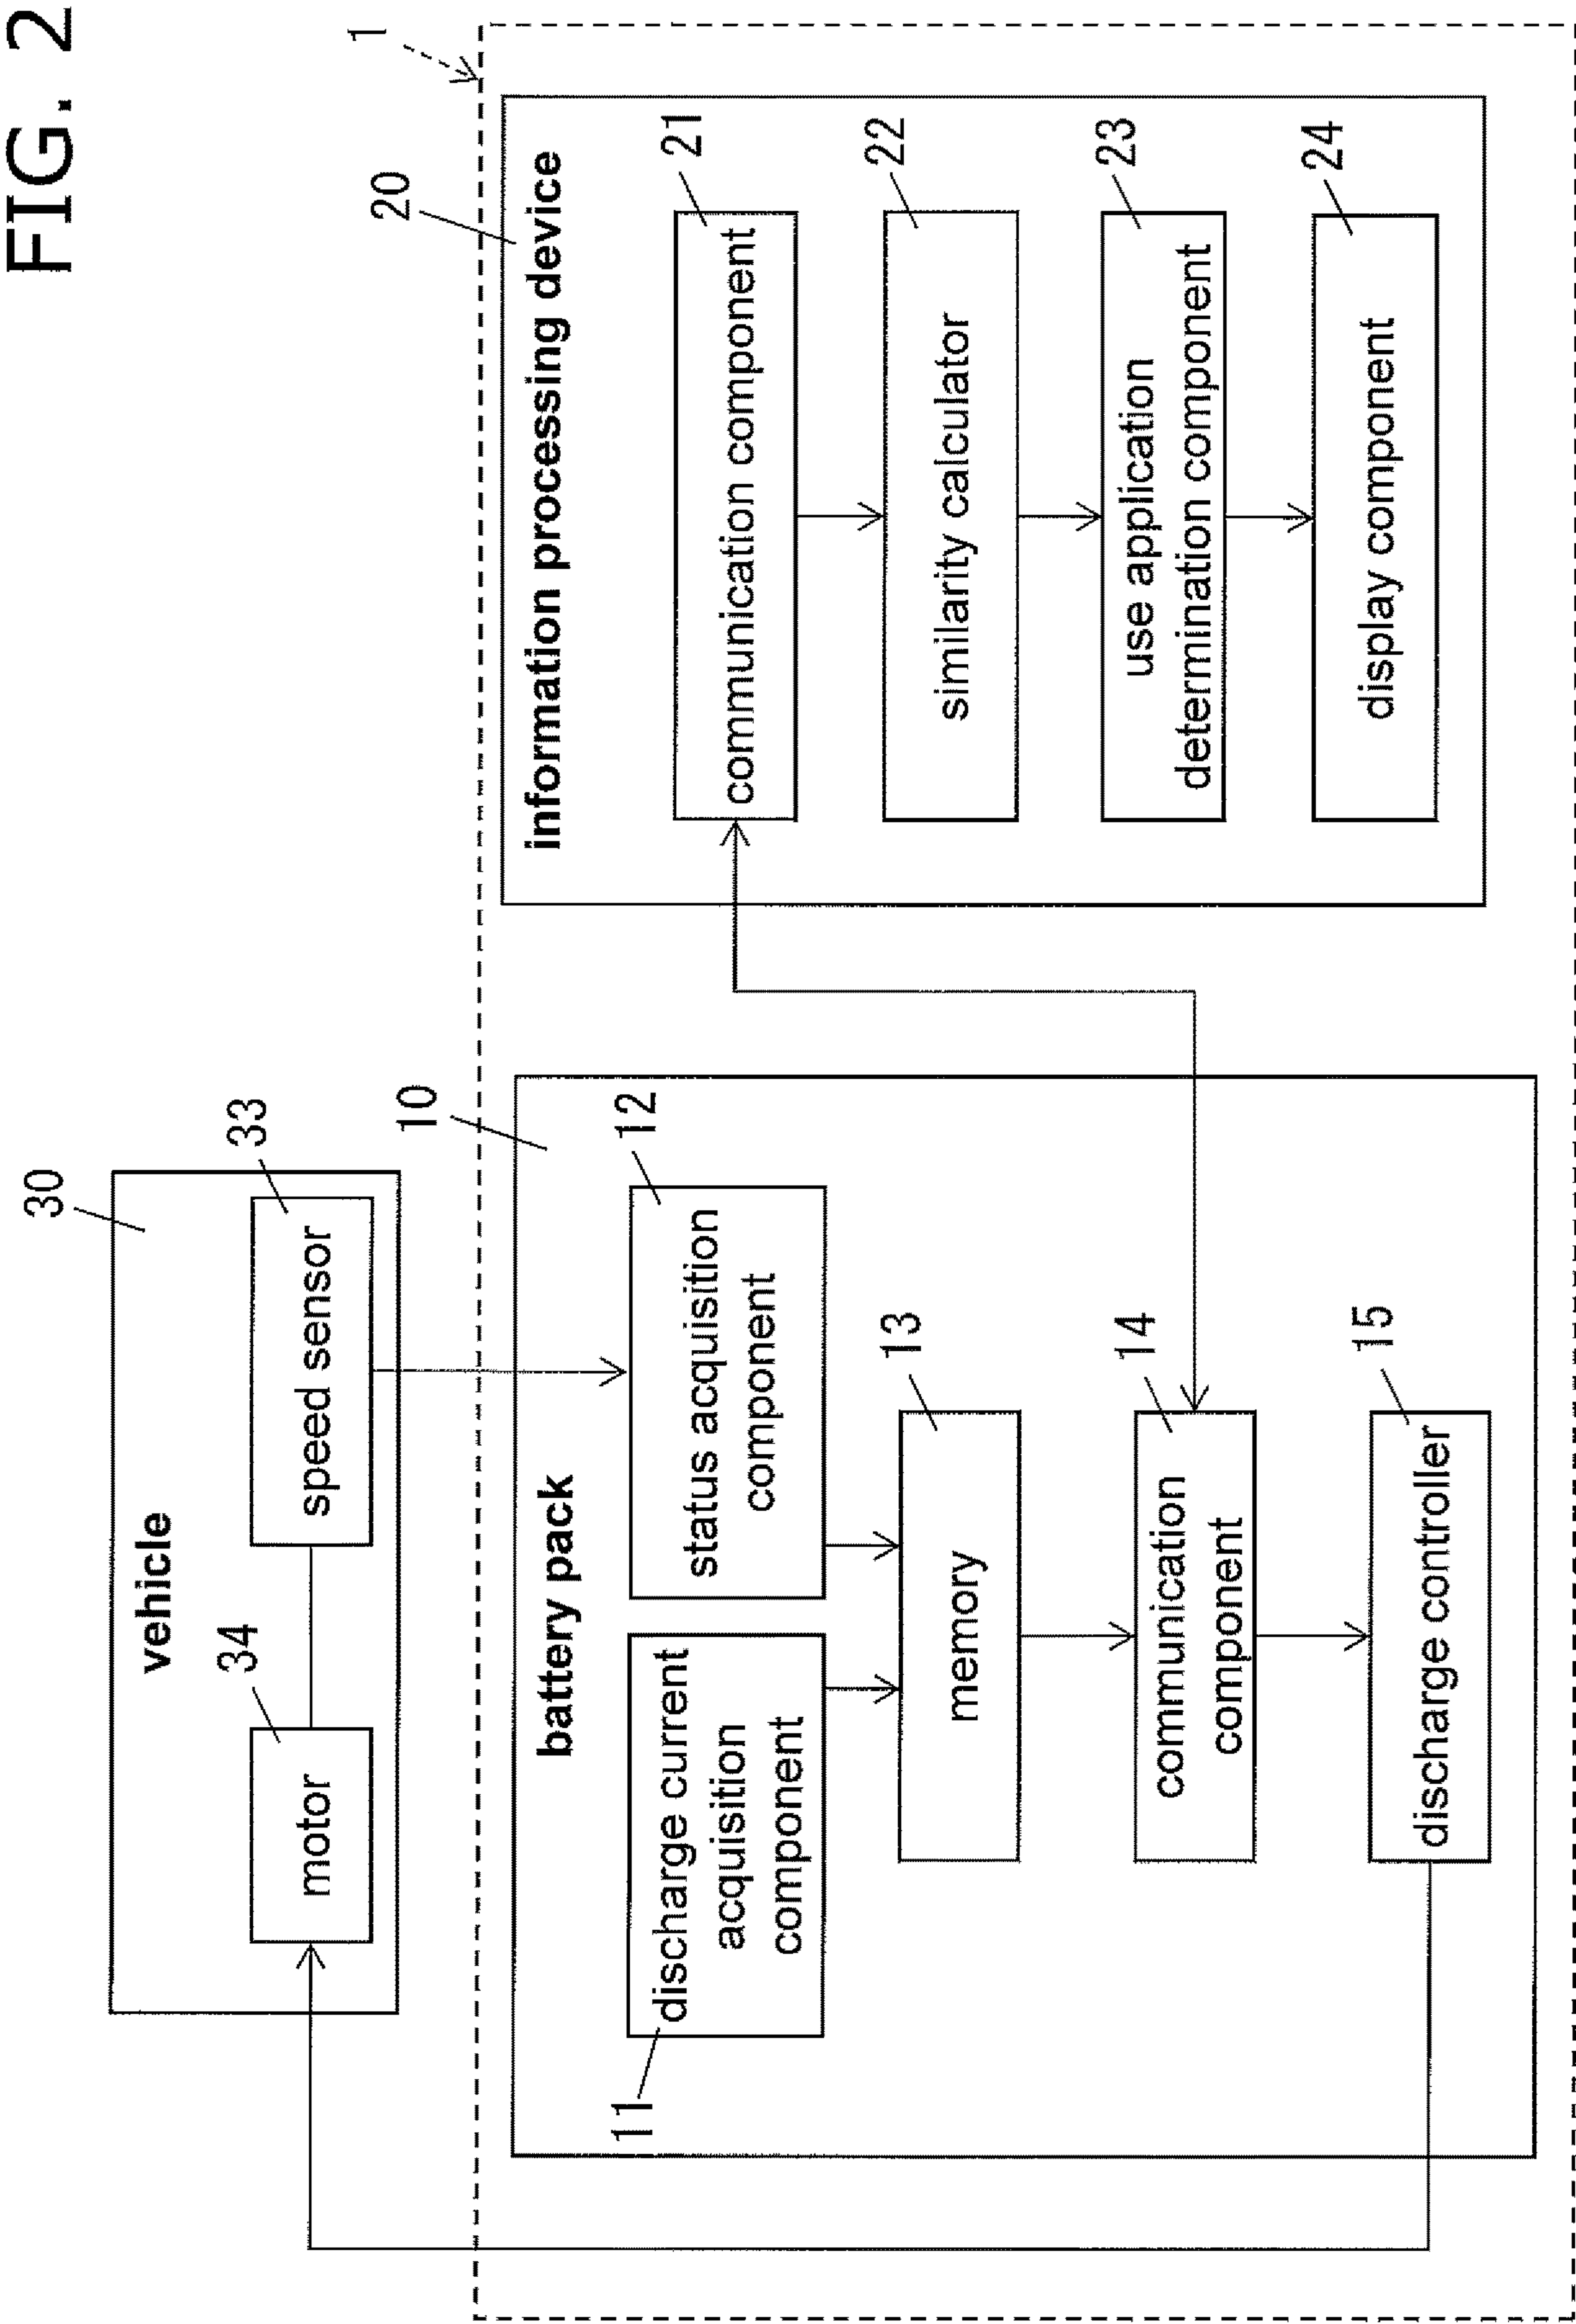 FIG. 2
30
vehicle
34
motor
33
speed sensor
1
10
battery pack
11
discharge current
acquisition
component
12
status acquisition
component
13
memory
14
communication
component
15
discharge controller
20
information processing device
21
communication component
22
similarity calculator
23
use application
determination component
24
display component